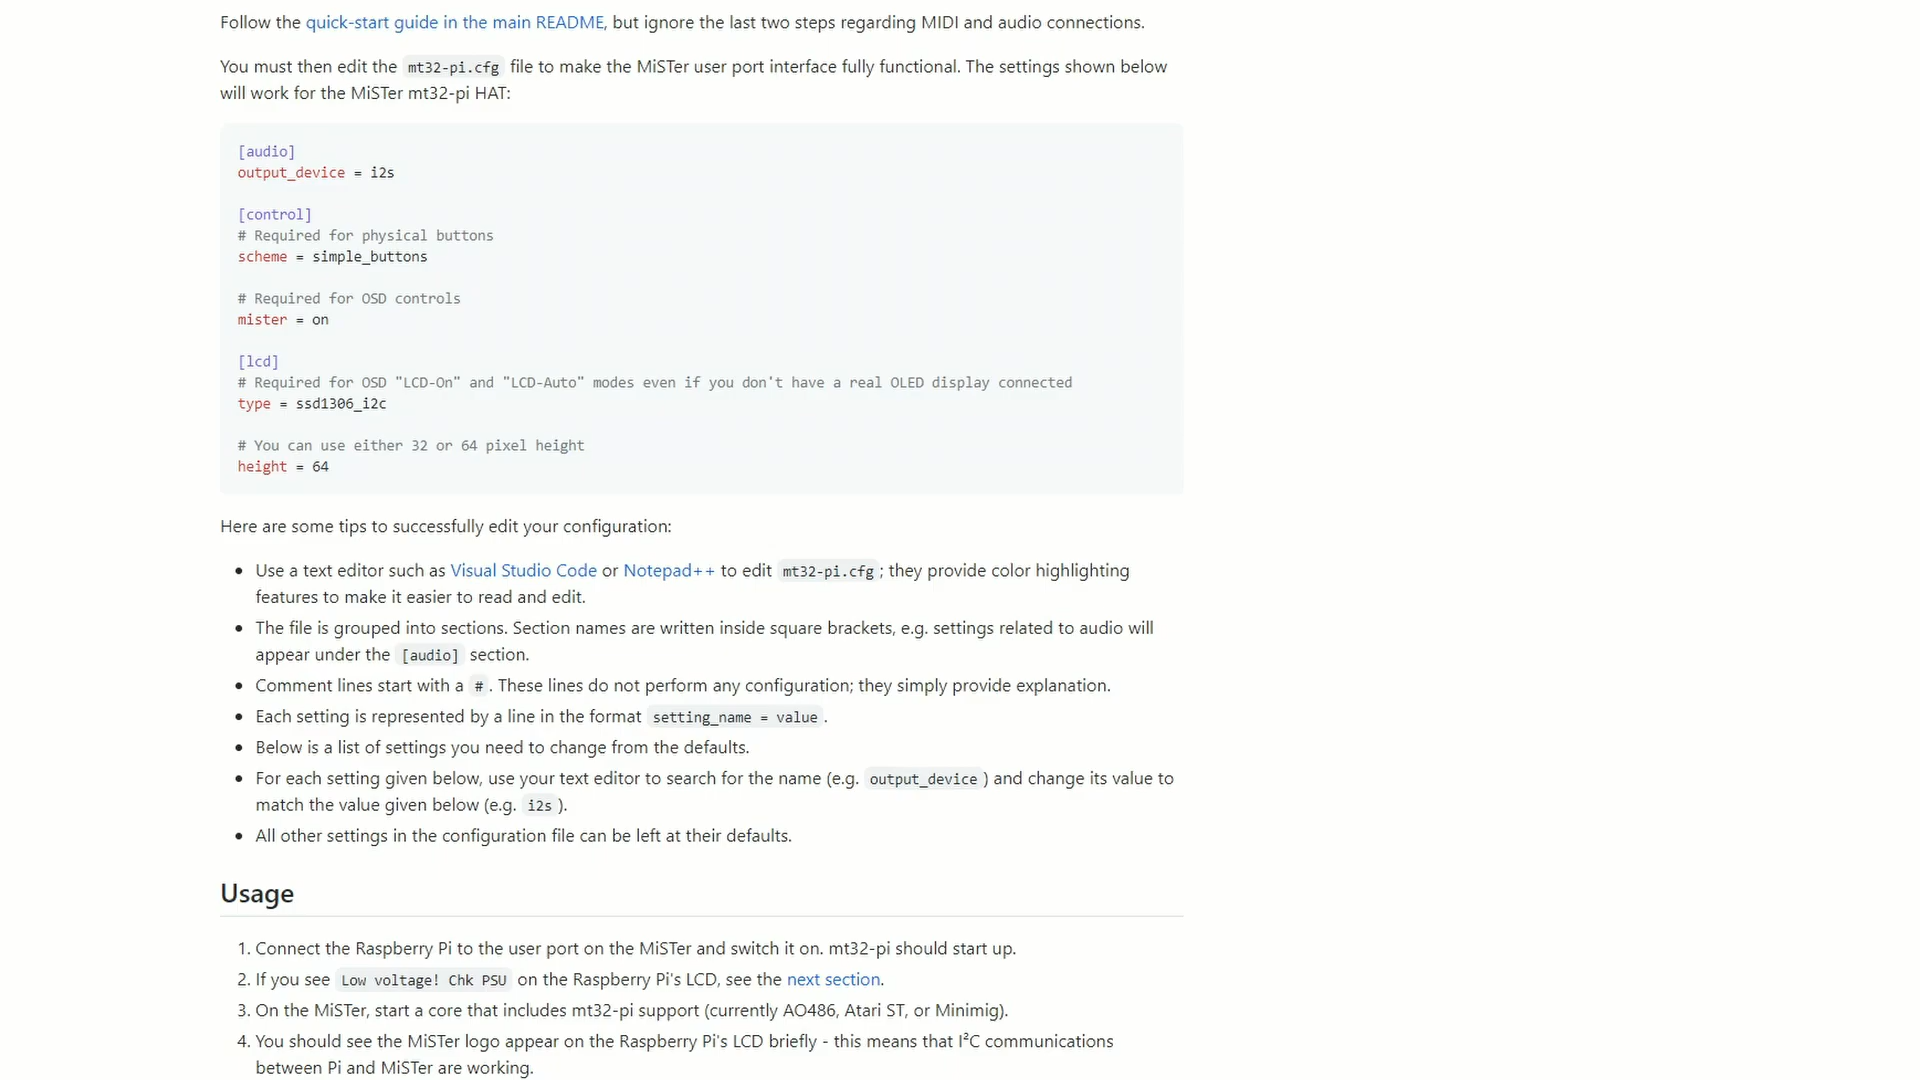 Follow the quick-start guide in the main README, but ignore the last two steps regarding MIDI and audio connections.
You must then edit the mt32-pi.cfg file to make the MiSTer user port interface fully functional. The settings shown below
will work for the MiSTer mt32-pi HAT:
[audio]
output_device = i2s
[control]
# Required for physical buttons
scheme = simple_buttons
# Required for OSD controls
mister = on
[lcd]
# Required for OSD "LCD-On" and "LCD-Auto" modes even if you don't have a real OLED display connected
type = ssd1306_i2c
# You can use either 32 or 64 pixel height
height = 64
Here are some tips to successfully edit your configuration:
• Use a text editor such as Visual Studio Code or Notepad++ to edit mt32-pi.cfg; they provide color highlighting
features to make it easier to read and edit.
• The file is grouped into sections. Section names are written inside square brackets, e.g. settings related to audio will
appear under the [audio] section.
• Comment lines start with a #. These lines do not perform any configuration; they simply provide explanation.
• Each setting is represented by a line in the format setting_name = value.
• Below is a list of settings you need to change from the defaults.
• For each setting given below, use your text editor to search for the name (e.g. output_device) and change its value to
match the value given below (e.g. i2s).
• All other settings in the configuration file can be left at their defaults.
Usage
1. Connect the Raspberry Pi to the user port on the MiSTer and switch it on. mt32-pi should start up.
2. If you see Low voltage! Chk PSU on the Raspberry Pi's LCD, see the next section.
3. On the MiSTer, start a core that includes mt32-pi support (currently AO486, Atari ST, or Minimig).
4. You should see the MiSTer logo appear on the Raspberry Pi's LCD briefly - this means that I²C communications
between Pi and MiSTer are working.